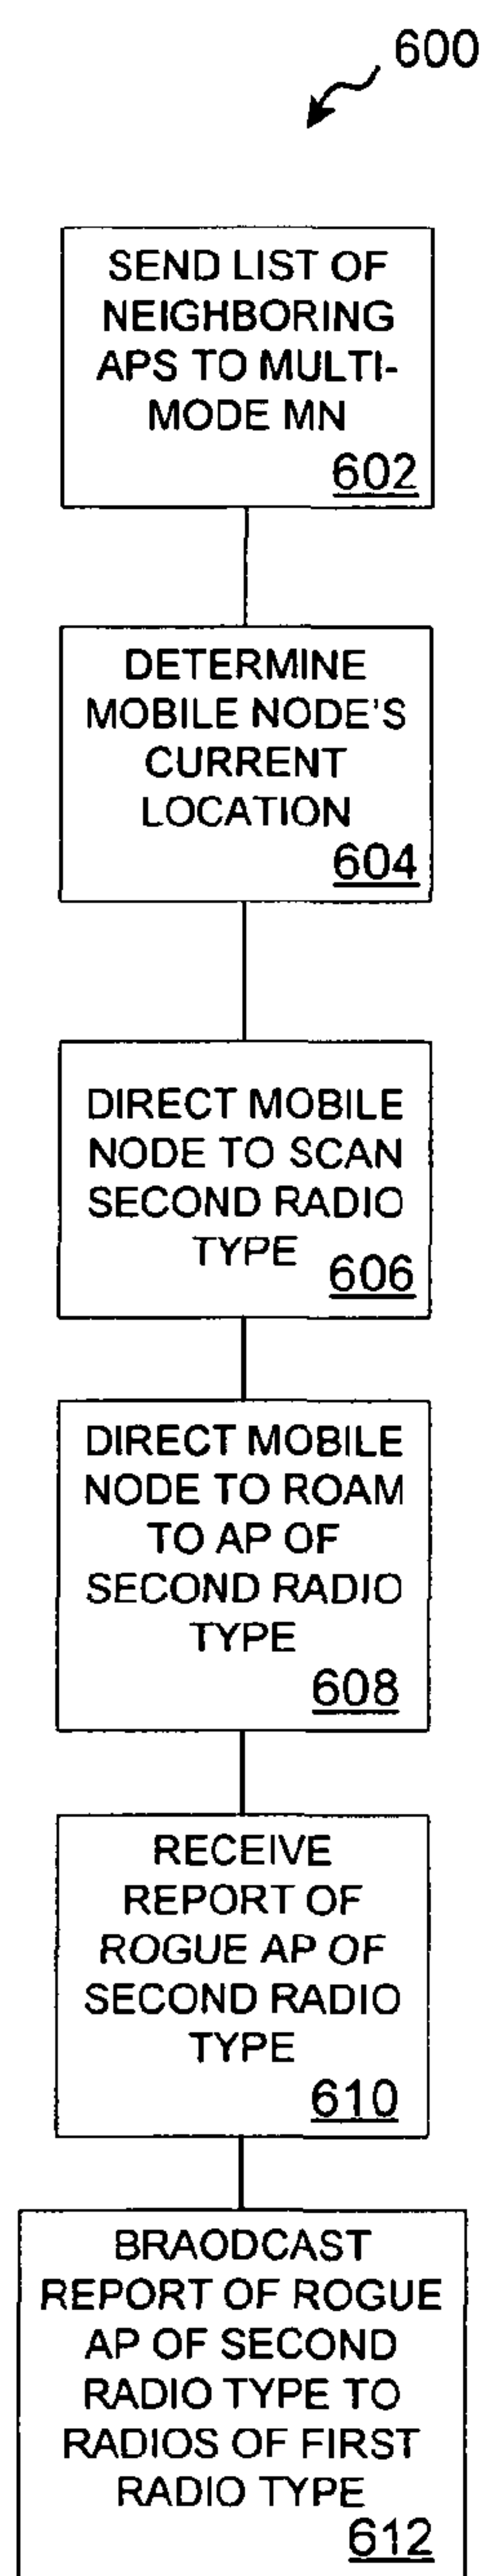 600
SEND LIST OF
NEIGHBORING
APS TO MULTI-
MODE MN
602
DETERMINE
MOBILE NODE'S
CURRENT
LOCATION
604
DIRECT MOBILE
NODE TO SCAN
SECOND RADIO
TYPE
606
DIRECT MOBILE
NODE TO ROAM
TO AP OF
SECOND RADIO
TYPE
608
RECEIVE
REPORT OF
ROGUE AP OF
SECOND RADIO
TYPE
610
BRAODCAST
REPORT OF ROGUE
AP OF SECOND
RADIO TYPE TO
RADIOS OF FIRST
RADIO TYPE
612